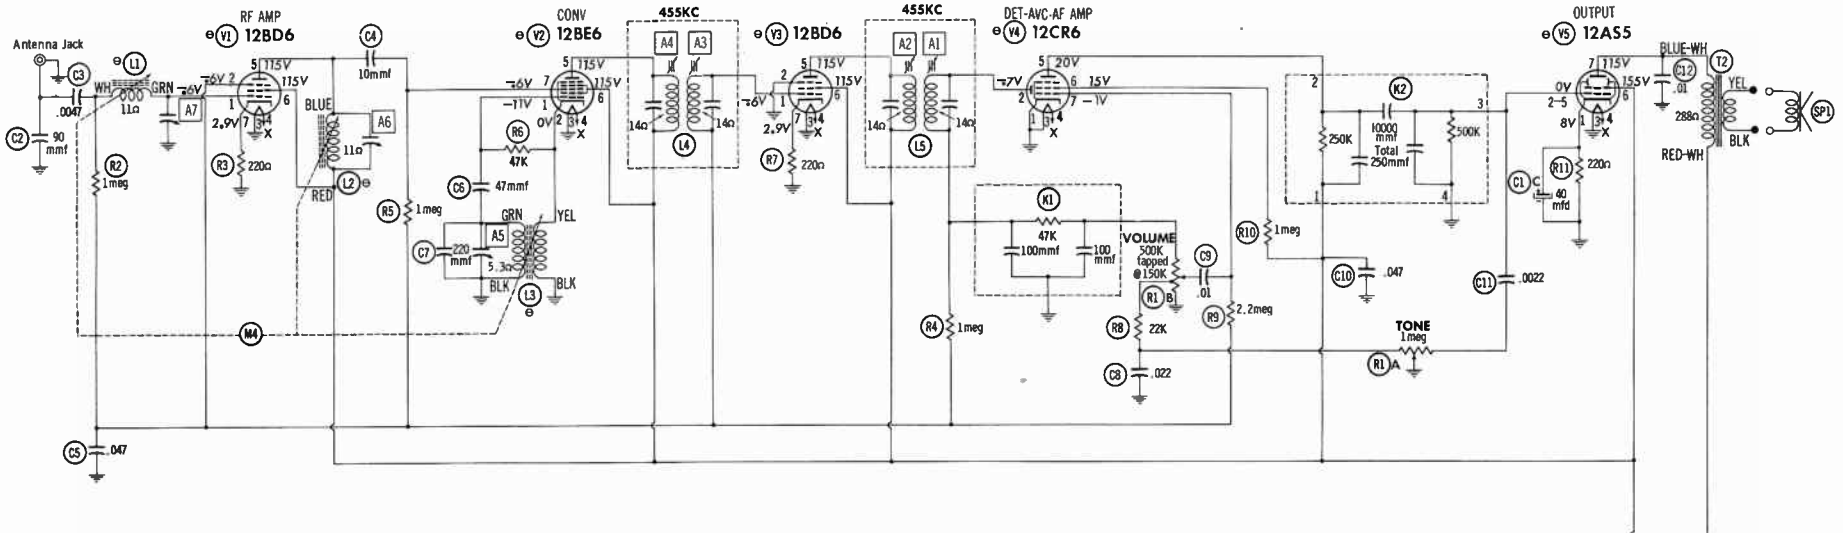 RF AMP
⊖ V1 12BD6
CONV
⊖ V2 12BE6
455KC
⊖ V3 12BD6
455KC
DET-AVC-AF AMP
⊖ V4 12CR6
OUTPUT
⊖ V5 12AS5
Antenna Jack
C3
.0047
WH
⊖ L1
11Ω
GRN
A7
C2
90
mmf
R2
1meg
-.6V 2
-.6V
1
5 115V
115V
6
2.9V 7 3 4
X
R3
220Ω
C4
10mmf
BLUE
A6
11Ω
RED
L2 ⊖
R5
1meg
C5
.047
M4
-.6V 7
-11V 1
5 115V
115V
6
0V 2 3 4
X
R6
47K
C6
47mmf
C7
220
mmf
A5
GRN
YEL
5.3Ω
BLK
BLK
L3
⊖
A4
A3
14Ω
14Ω
L4
2
-.6V 1
5 115V
115V
6
2.9V 7 3 4
X
R7
220Ω
A2
A1
14Ω
14Ω
L5
-.7V
2
5 20V
6 15V
7 -1V
1 3 4
X
K1
47K
100mmf
100
mmf
R4
1meg
VOLUME
500K
tapped
@150K
R1 B
C9
.01
R8
22K
R9
2.2meg
C8
.022
R10
1meg
K2
2
3
250K
10000
mmf
Total
250mmf
500K
1
4
C10
.047
C11
.0022
TONE
1meg
R1 A
0V
2-5
8V 1
7 115V
155V
6
3 4
X
C1 C
40
mfd
R11
220Ω
BLUE-WH
C12
.01
T2
288Ω
RED-WH
YEL
BLK
SP1